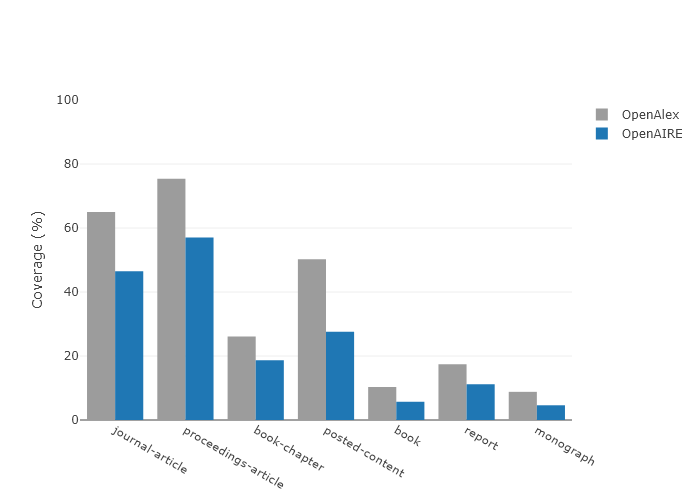 100
80
60
40
20
0
Coverage (%)
journal-article
proceedings-article
book-chapter
posted-content
book
report
monograph
OpenAlex
OpenAIRE